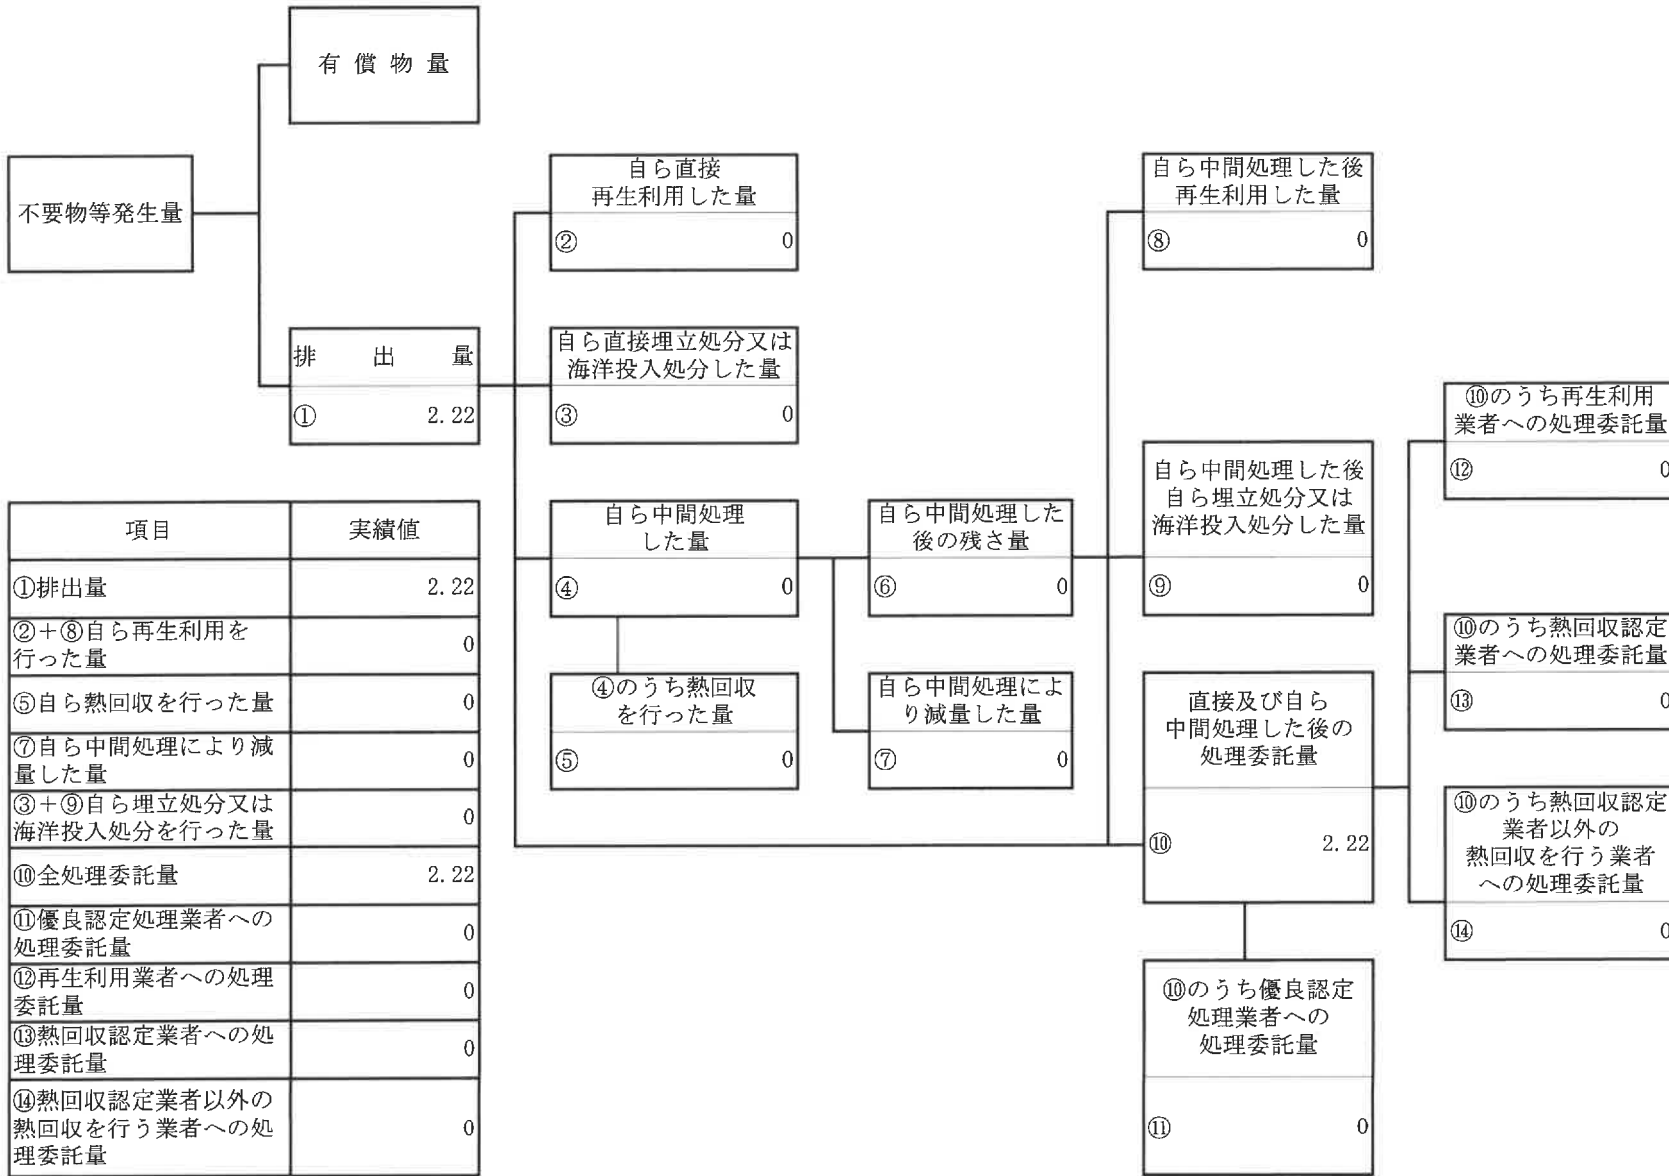 有償物量
不要物等発生量
排出量
① 2.22
自ら直接
再生利用した量
② 0
自ら直接埋立処分又は
海洋投入処分した量
③ 0
自ら中間処理
した量
④ 0
④のうち熱回収
を行った量
⑤ 0
自ら中間処理した
後の残さ量
⑥ 0
自ら中間処理によ
り減量した量
⑦ 0
自ら中間処理した後
再生利用した量
⑧ 0
自ら中間処理した後
自ら埋立処分又は
海洋投入処分した量
⑨ 0
直接及び自ら
中間処理した後の
処理委託量
⑩ 2.22
⑩のうち優良認定
処理業者への
処理委託量
⑪ 0
⑩のうち再生利用
業者への処理委託量
⑫ 0
⑩のうち熱回収認定
業者への処理委託量
⑬ 0
⑩のうち熱回収認定
業者以外の
熱回収を行う業者
への処理委託量
⑭ 0
項目 実績値
①排出量 2.22
②+⑧自ら再生利用を
行った量 0
⑤自ら熱回収を行った量 0
⑦自ら中間処理により減
量した量 0
③+⑨自ら埋立処分又は
海洋投入処分を行った量 0
⑩全処理委託量 2.22
⑪優良認定処理業者への
処理委託量 0
⑫再生利用業者への処理
委託量 0
⑬熱回収認定業者への処
理委託量 0
⑭熱回収認定業者以外の
熱回収を行う業者への処
理委託量 0